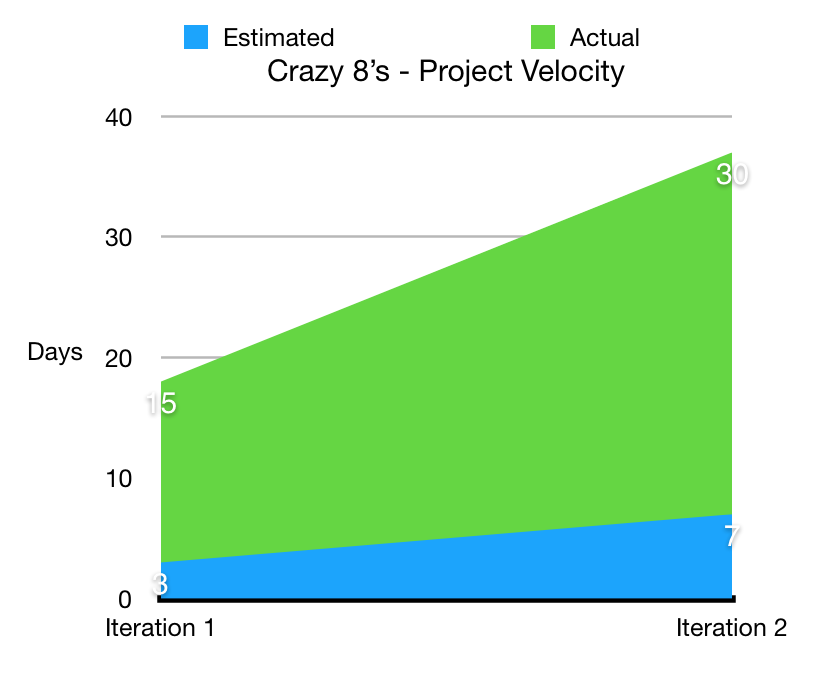 Estimated Actual
Crazy 8’s - Project Velocity
40
30
30
Days 20
15
10
7
3
0
Iteration 1 Iteration 2